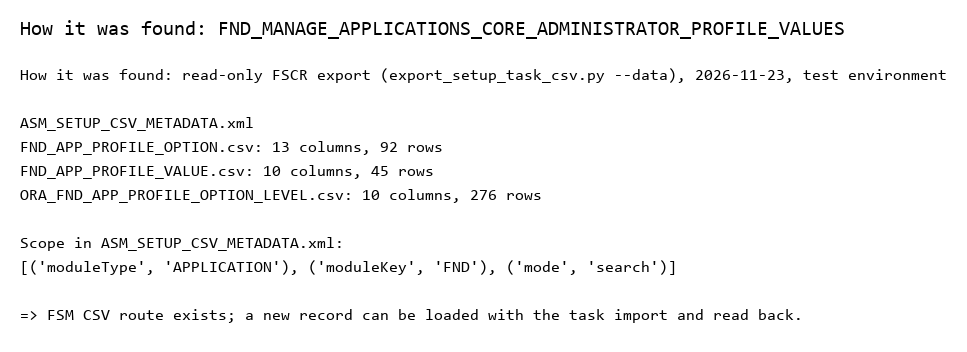 How it was found: FND_MANAGE_APPLICATIONS_CORE_ADMINISTRATOR_PROFILE_VALUES
How it was found: read-only FSCR export (export_setup_task_csv.py --data), 2026-11-23, test environment
ASM_SETUP_CSV_METADATA.xml
FND_APP_PROFILE_OPTION.csv: 13 columns, 92 rows
FND_APP_PROFILE_VALUE.csv: 10 columns, 45 rows
ORA_FND_APP_PROFILE_OPTION_LEVEL.csv: 10 columns, 276 rows
Scope in ASM_SETUP_CSV_METADATA.xml:
[('moduleType', 'APPLICATION'), ('moduleKey', 'FND'), ('mode', 'search')]
=> FSM CSV route exists; a new record can be loaded with the task import and read back.